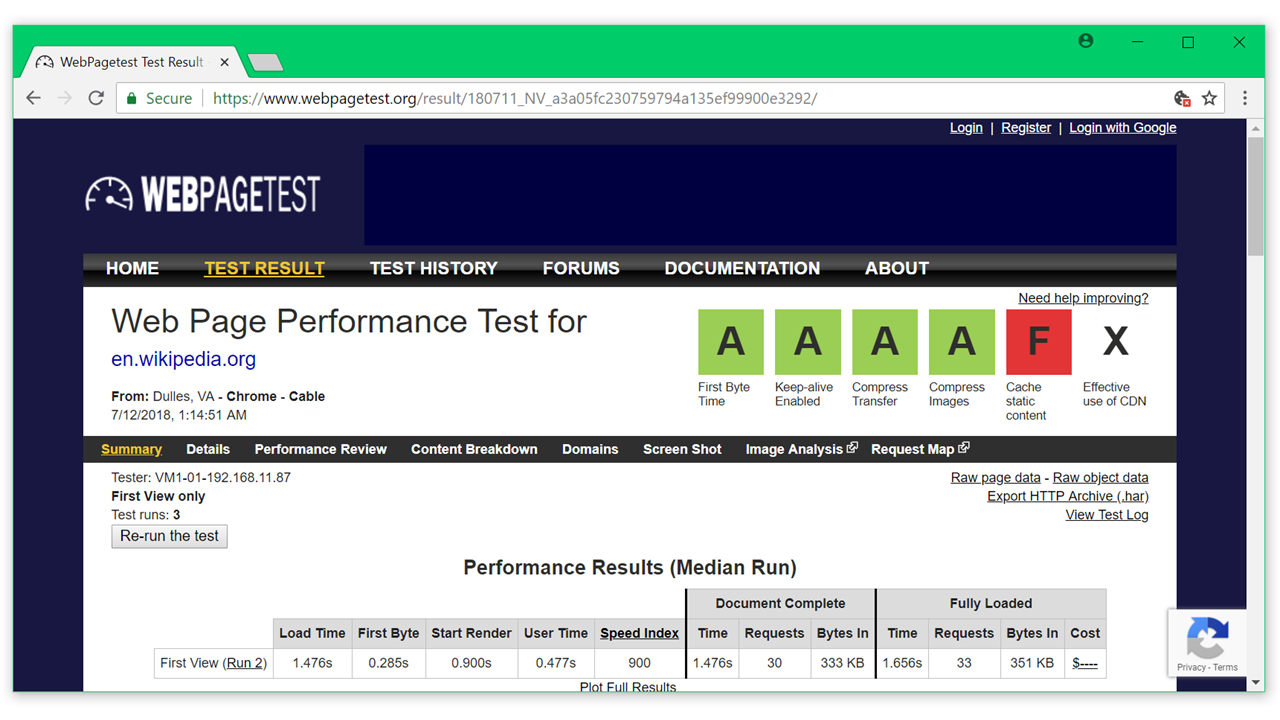 WebPagetest Test Result
Secure https://www.webpagetest.org/result/180711_NV_a3a05fc230759794a135ef99900e3292/
Login | Register | Login with Google
WEBPAGETEST
HOME TEST RESULT TEST HISTORY FORUMS DOCUMENTATION ABOUT
Need help improving?
Web Page Performance Test for
en.wikipedia.org
From: Dulles, VA - Chrome - Cable
7/12/2018, 1:14:51 AM
A A A A F X
First Byte Time
Keep-alive Enabled
Compress Transfer
Compress Images
Cache static content
Effective use of CDN
Summary Details Performance Review Content Breakdown Domains Screen Shot Image Analysis Request Map
Tester: VM1-01-192.168.11.87
First View only
Test runs: 3
Re-run the test
Raw page data - Raw object data
Export HTTP Archive (.har)
View Test Log
Performance Results (Median Run)
Document Complete Fully Loaded
Load Time First Byte Start Render User Time Speed Index Time Requests Bytes In Time Requests Bytes In Cost
First View (Run 2) 1.476s 0.285s 0.900s 0.477s 900 1.476s 30 333 KB 1.656s 33 351 KB $----
Plot Full Results
Privacy - Terms